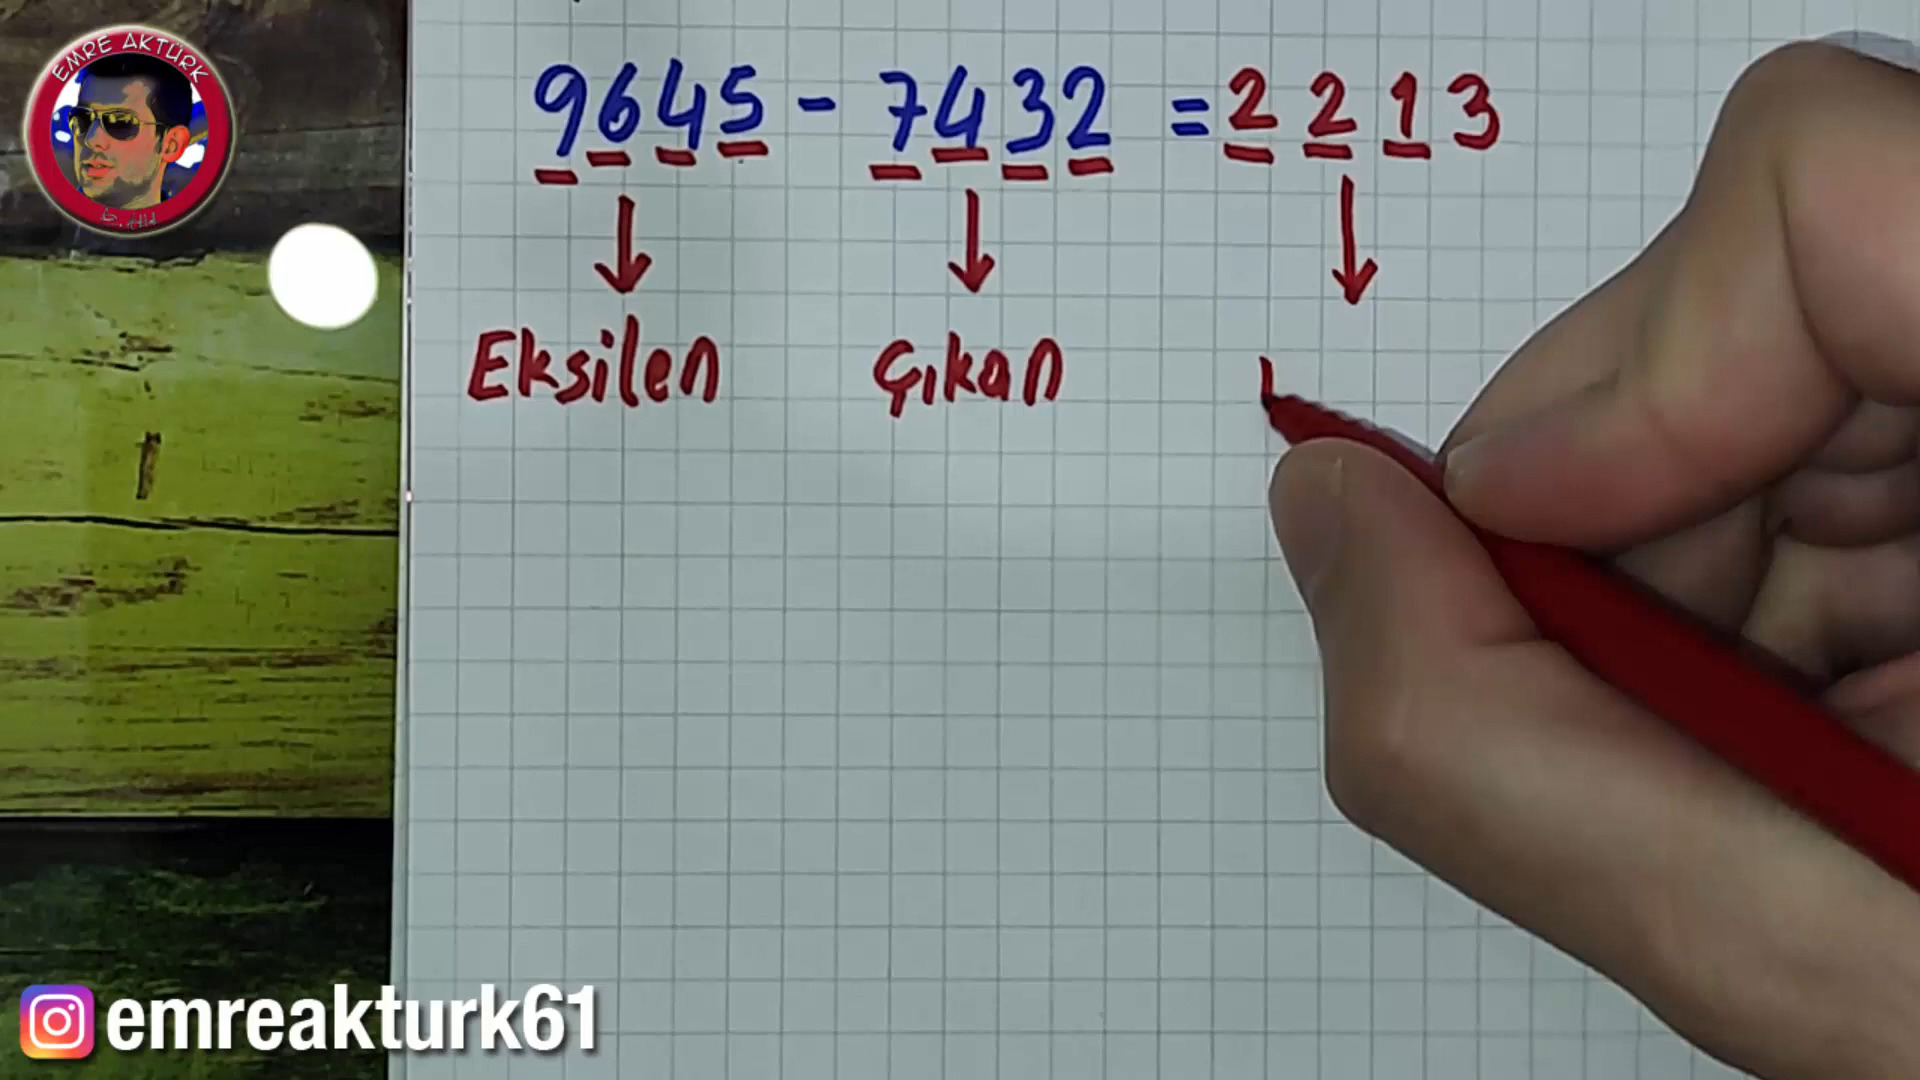 EMRE AKTÜRK
9645 - 7432 = 2213
Eksilen Çıkan
emreakturk61